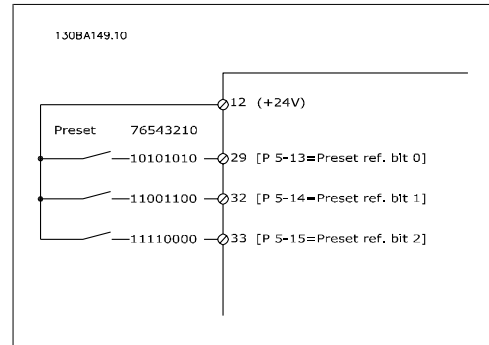 130BA149.10
12 (+24V)
Preset 76543210
10101010 29 [P 5-13=Preset ref. bit 0]
11001100 32 [P 5-14=Preset ref. bit 1]
11110000 33 [P 5-15=Preset ref. bit 2]